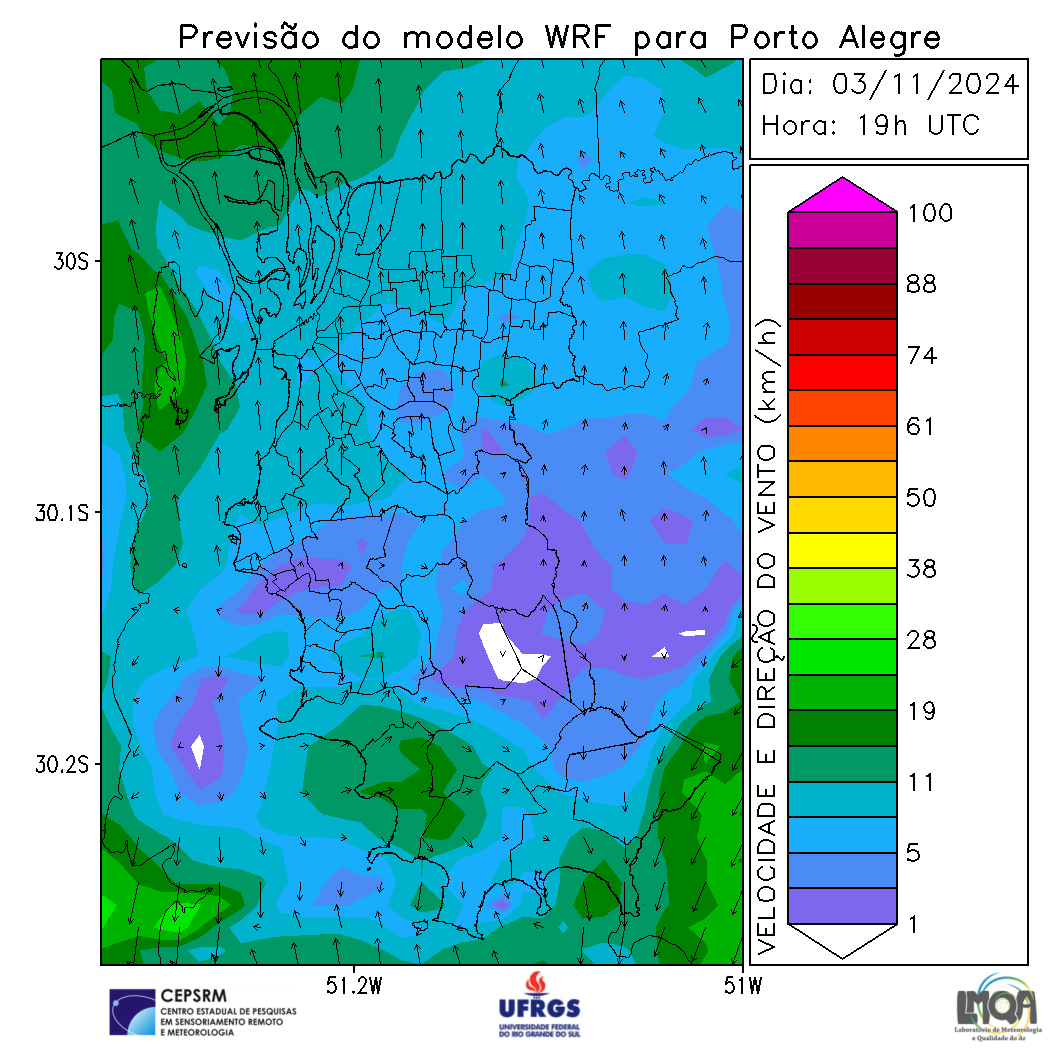 Previsão do modelo WRF para Porto Alegre
Dia: 03/11/2024
Hora: 19h UTC
30S
30.1S
30.2S
51.2W
51W
VELOCIDADE E DIREÇÃO DO VENTO (km/h)
100
88
74
61
50
38
28
19
11
5
1
CEPSRM
CENTRO ESTADUAL DE PESQUISAS
EM SENSORIAMENTO REMOTO
E METEOROLOGIA
UFRGS
UNIVERSIDADE FEDERAL
DO RIO GRANDE DO SUL
LMQA
Laboratório de Meteorologia
e Qualidade do Ar